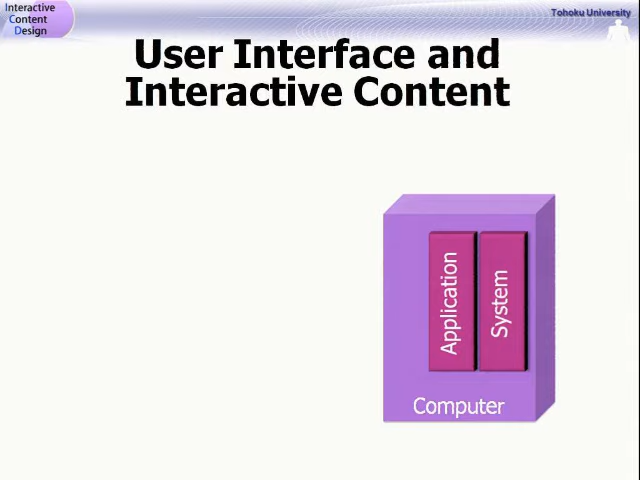 Interactive
Content
Design
Tohoku University
User Interface and
Interactive Content
Application
System
Computer